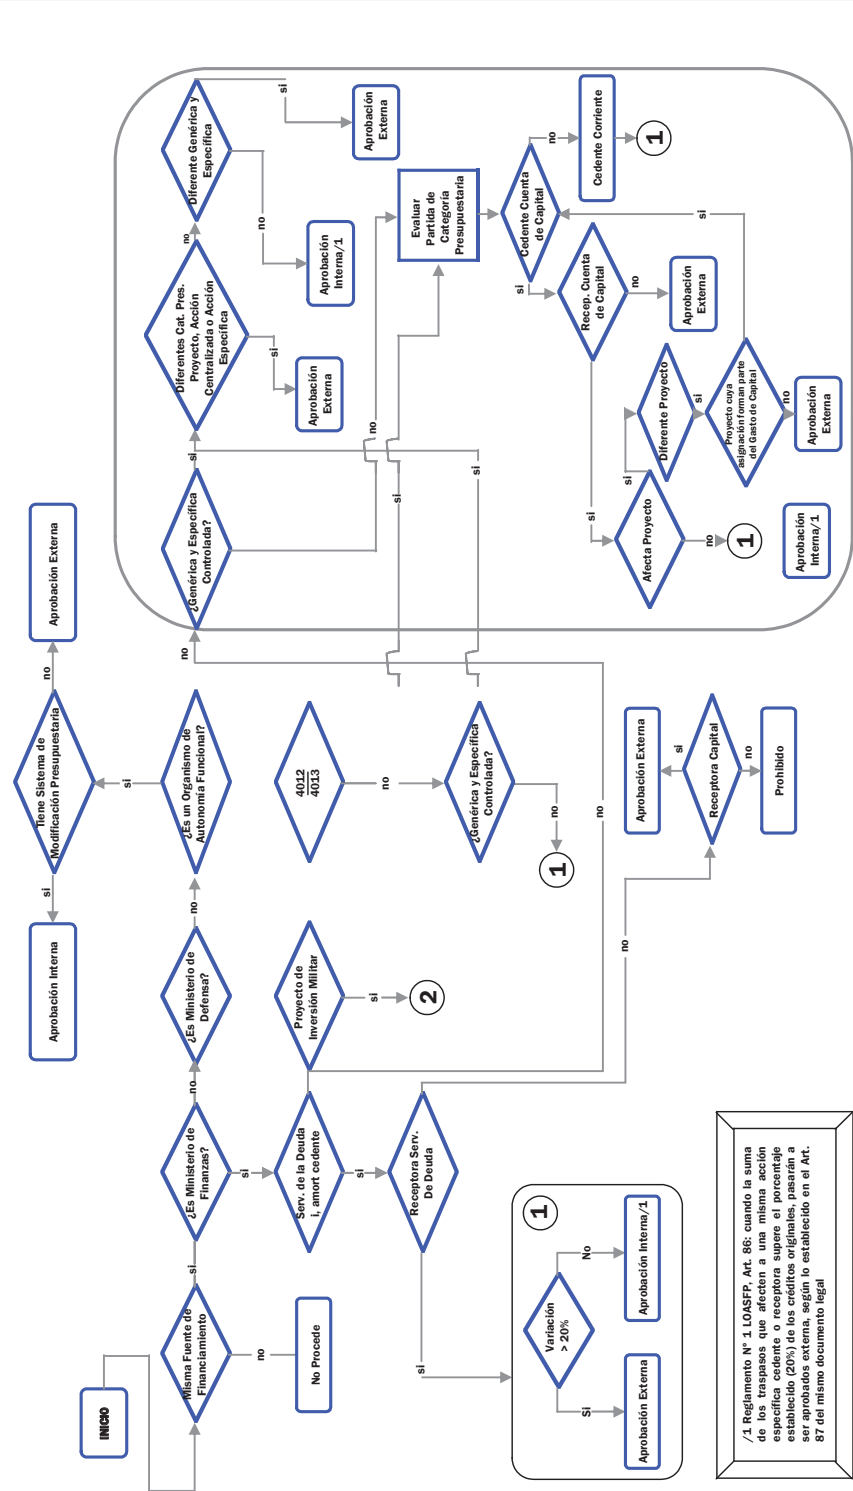 INICIO
Misma Fuente de
Financiamiento
no
No Procede
si
¿Es Ministerio de
Finanzas?
no
si
¿Es Ministerio de
Defensa?
no
¿Es un Organismo de
Autonomía Funcional?
si
Tiene Sistema de
Modificación Presupuestaria
si
Aprobación Interna
no
Aprobación Externa
Serv. de la Deuda
i, amort cedente
si
no
Receptora Serv.
De Deuda
si
no
Proyecto de
Inversión Militar
si
2
4012
4013
no
¿Genérica y Específica
Controlada?
no
1
si
si
Receptora Capital
si
Aprobación Externa
no
Prohibido
1
Variación
> 20%
Si
Aprobación Externa
No
Aprobación Interna/1
no
¿Genérica y Específica
Controlada?
si
no
Diferentes Cat. Pres.
Proyecto, Acción
Centralizada o Acción
Específica
si
Aprobación
Externa
no
Diferente Genérica y
Específica
no
Aprobación
Interna/1
si
Aprobación
Externa
Evaluar
Partida de
Categoría
Presupuestaria
Cedente Cuenta
de Capital
no
Cedente Corriente
1
si
Recep. Cuenta
de Capital
no
Aprobación
Externa
si
Afecta Proyecto
no
1
si
Diferente Proyecto
si
Proyecto cuya
asignación forman parte
del Gasto de Capital
si
no
Aprobación
Externa
Aprobación
Interna/1
/1 Reglamento Nº 1 LOASFP, Art. 86: cuando la suma
de los traspasos que afecten a una misma acción
específica cedente o receptora supere el porcentaje
establecido (20%) de los créditos originales, pasarán a
ser aprobados externa, según lo establecido en el Art.
87 del mismo documento legal